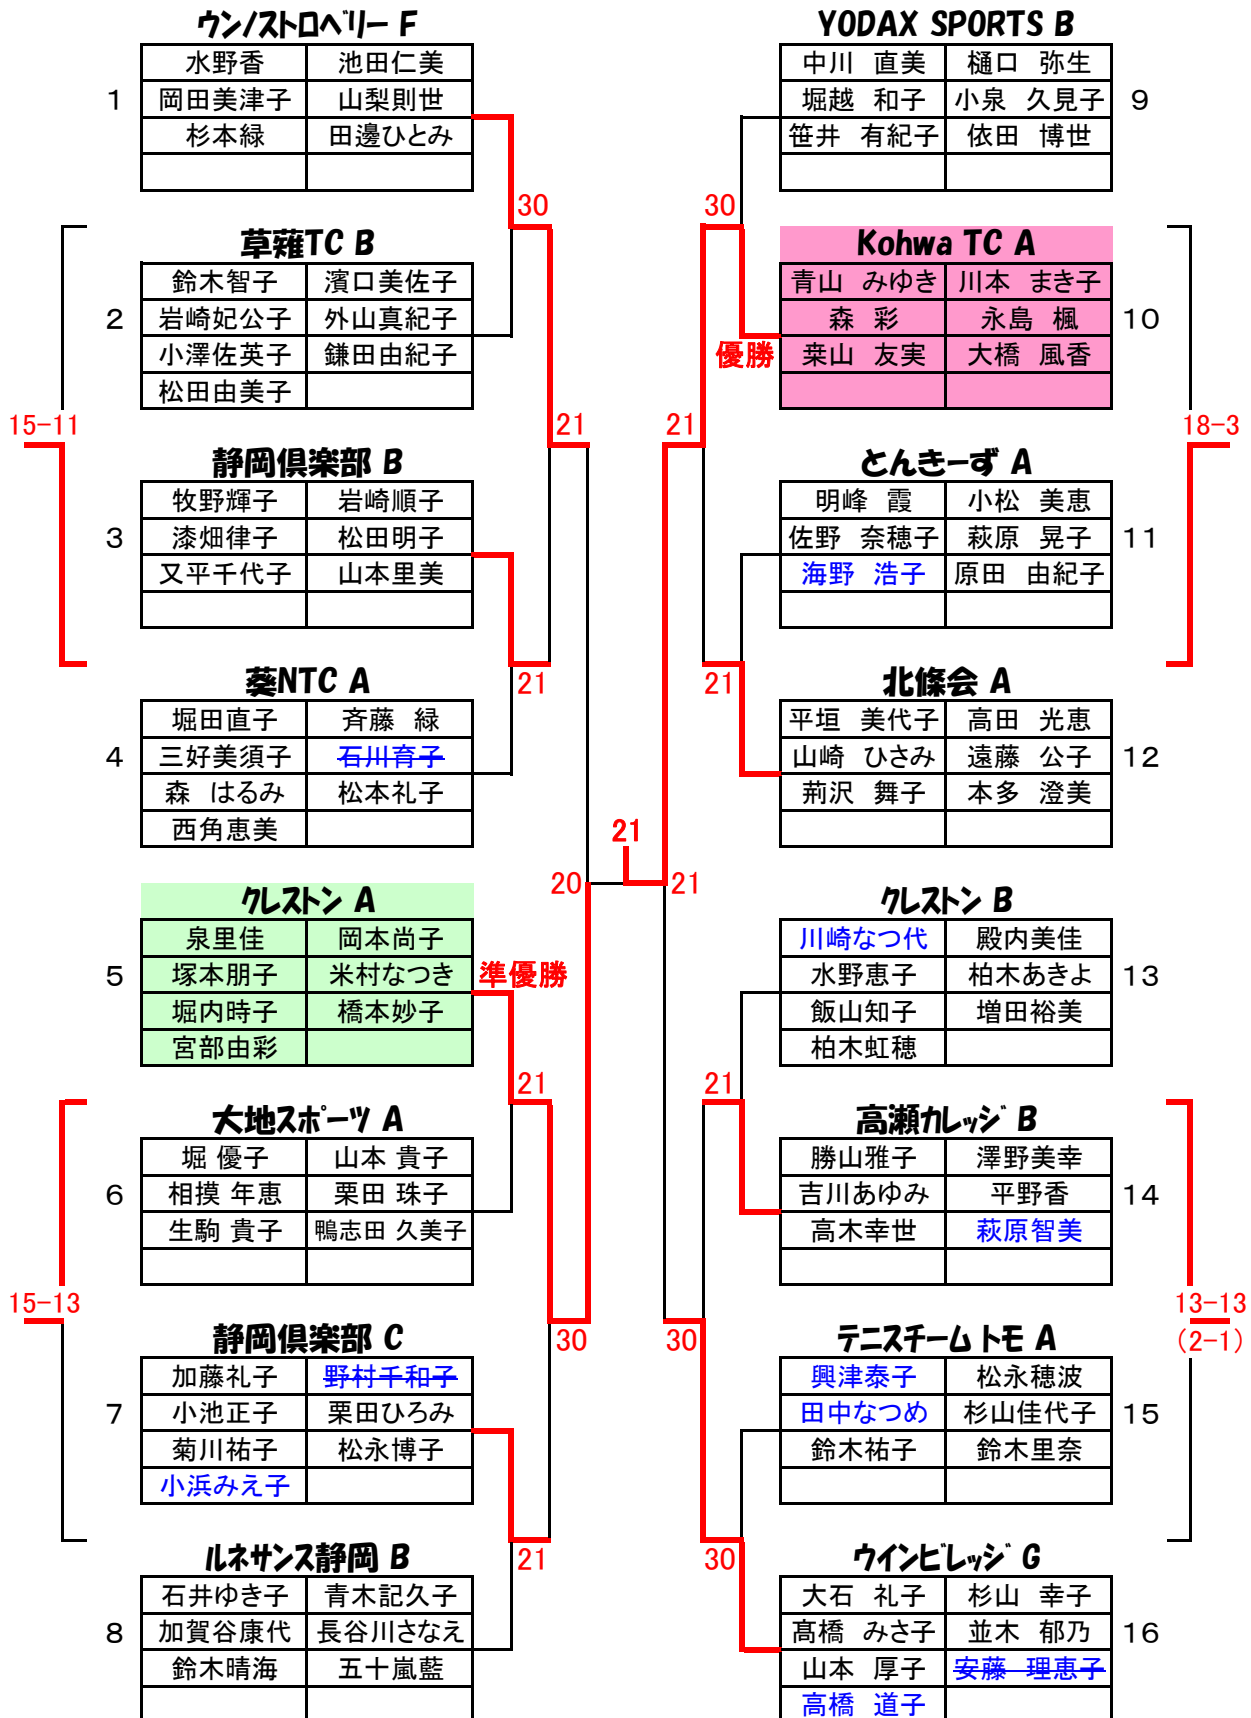 ウンノストロベリー F
水野香 池田仁美
1 岡田美津子 山梨則世
杉本緑 田邊ひとみ
30
草薙TC B
鈴木智子 濱口美佐子
2 岩崎妃公子 外山真紀子
小澤佐英子 鎌田由紀子
松田由美子
15-11
21
静岡倶楽部 B
牧野輝子 岩崎順子
3 漆畑律子 松田明子
又平千代子 山本里美
21
葵NTC A
堀田直子 斉藤 緑
4 三好美須子 石川育子
森 はるみ 松本礼子
西角恵美
20
クレストン A
泉里佳 岡本尚子
5 塚本朋子 米村なつき 準優勝
堀内時子 橋本妙子
宮部由彩
21
大地スポーツ A
堀 優子 山本 貴子
6 相摸 年恵 栗田 珠子
生駒 貴子 鴨志田 久美子
15-13
30
静岡倶楽部 C
加藤礼子 野村千和子
7 小池正子 栗田ひろみ
菊川祐子 松永博子
小浜みえ子
21
ルネサンス静岡 B
石井ゆき子 青木記久子
8 加賀谷康代 長谷川さなえ
鈴木晴海 五十嵐藍
21
YODAX SPORTS B
中川 直美 樋口 弥生
堀越 和子 小泉 久見子 9
笹井 有紀子 依田 博世
30
Kohwa TC A
青山 みゆき 川本 まき子
森 彩 永島 楓 10
優勝 桒山 友実 大橋 風香
21
18-3
とんきーず A
明峰 霞 小松 美恵
佐野 奈穂子 萩原 晃子 11
海野 浩子 原田 由紀子
21
北條会 A
平垣 美代子 高田 光恵
山崎 ひさみ 遠藤 公子 12
荊沢 舞子 本多 澄美
21
クレストン B
川崎なつ代 殿内美佳
水野恵子 柏木あきよ 13
飯山知子 増田裕美
柏木虹穂
21
高瀬カレッジ B
勝山雅子 澤野美幸
吉川あゆみ 平野香 14
高木幸世 萩原智美
13-13
(2-1)
30
テニスチームトモ A
興津泰子 松永穂波
田中なつめ 杉山佳代子 15
鈴木祐子 鈴木里奈
30
ウインビレッジ G
大石 礼子 杉山 幸子
髙橋 みさ子 並木 郁乃 16
山本 厚子 安藤 理恵子
高橋 道子